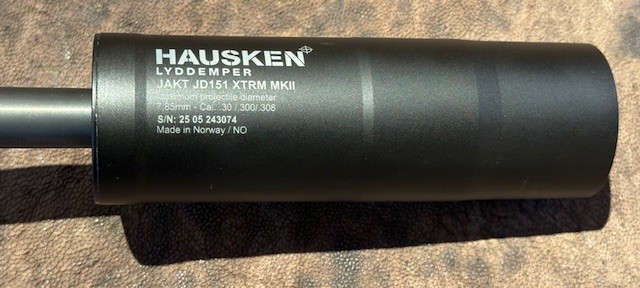 HAUSKEN
LYDDEMPER
JAKT JD151 XTRM MKII
Maximum projectile diameter
7,85mm - Cal. .30 /.300/.308
S/N: 25 05 243074
Made in Norway / NO